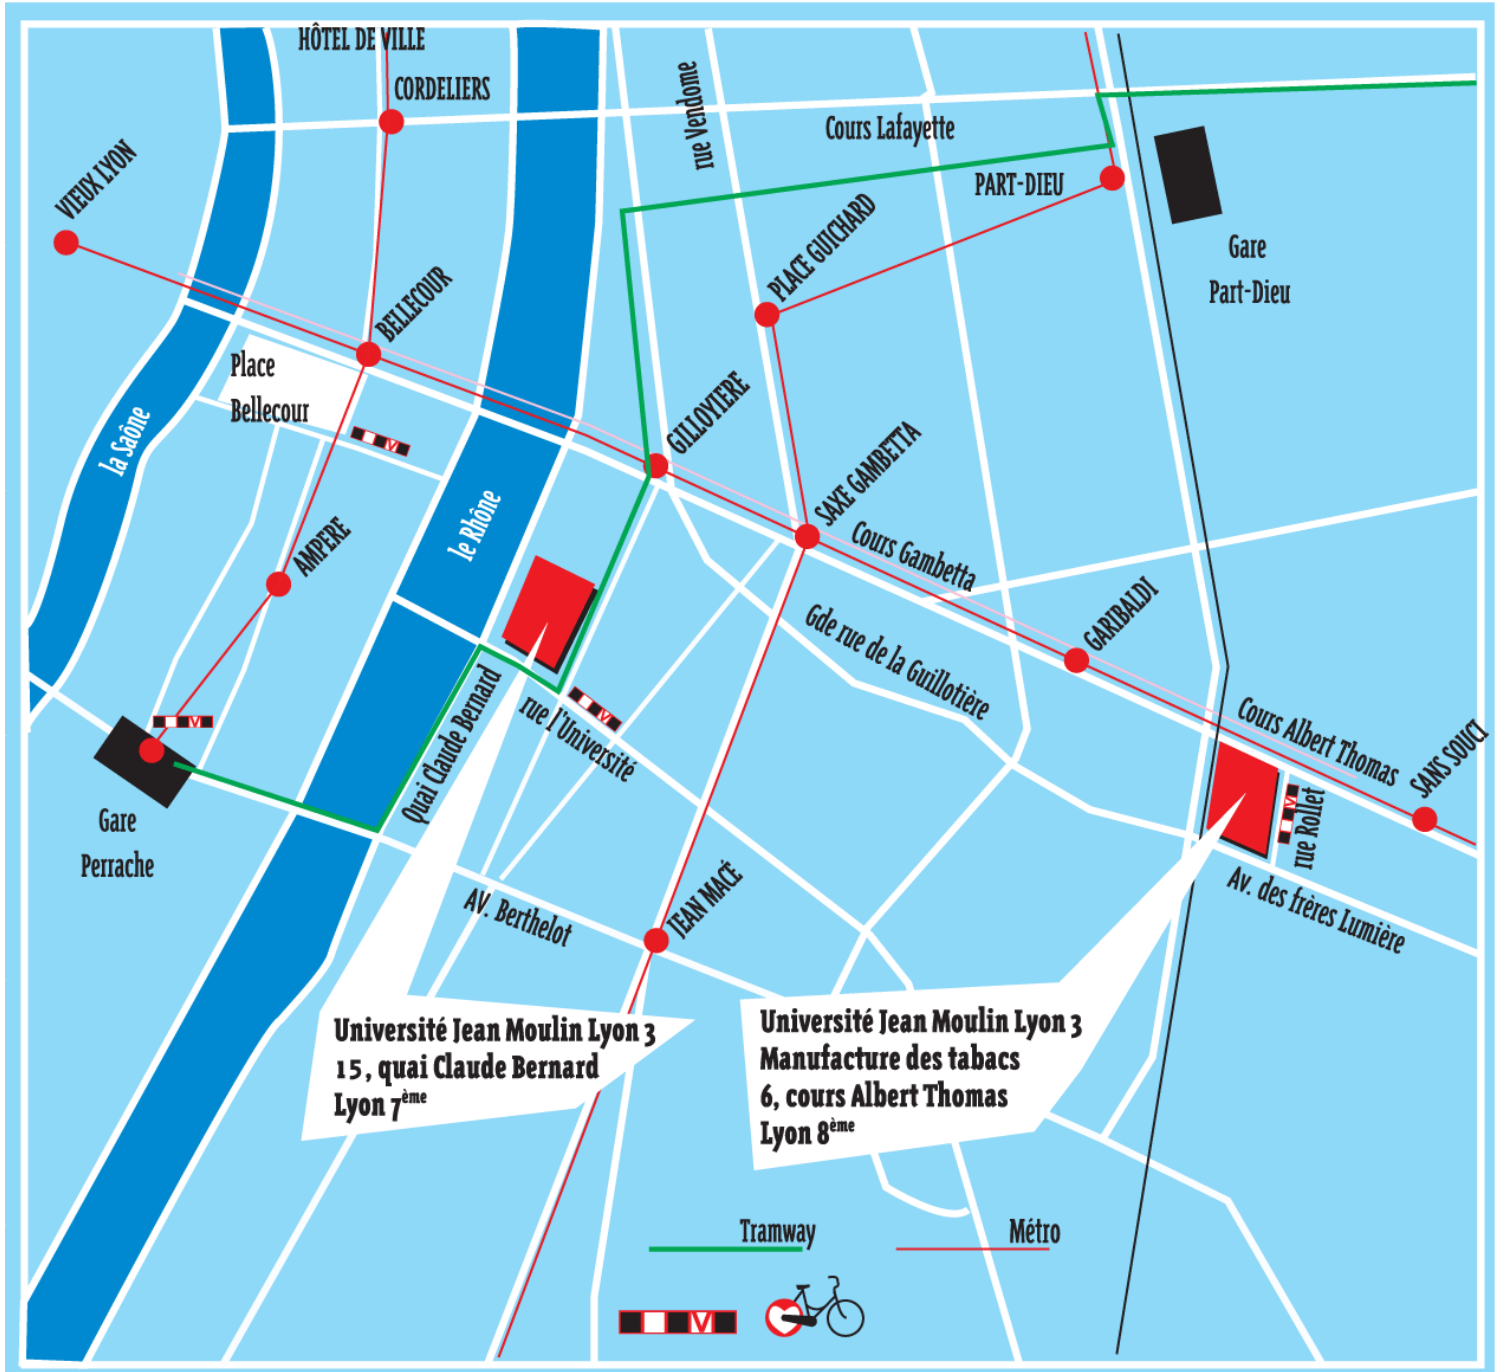 HÔTEL DE VILLE
CORDELIERS
rue Vendome
Cours Lafayette
VIEUX LYON
PART-DIEU
PLACE GUICHARD
Gare
Part-Dieu
BELLECOUR
Place
Bellecour
la Saône
GILLOYIERE
SAXE GAMBETTA
le Rhône
AMPERE
Cours Gambetta
GARIBALDI
Gde rue de la Guillotière
Quai Claude Bernard
rue l'Université
Cours Albert Thomas
SANS SOUCI
rue Rollet
Gare
Perrache
AV. Berthelot
JEAN MACÉ
Av. des frères Lumière
Université Jean Moulin Lyon 3
15, quai Claude Bernard
Lyon 7ème
Université Jean Moulin Lyon 3
Manufacture des tabacs
6, cours Albert Thomas
Lyon 8ème
Tramway
Métro
V
V
V
V
V